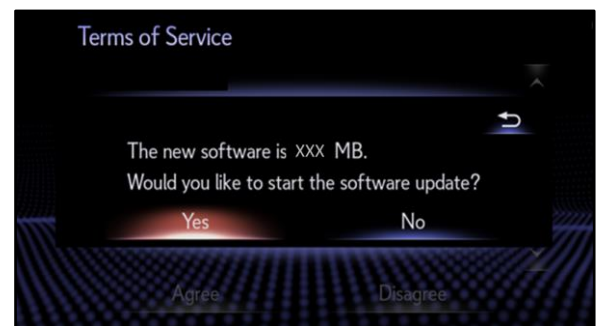 Terms of Service
The new software is XXX MB.
Would you like to start the software update?
Yes No
Agree Disagree